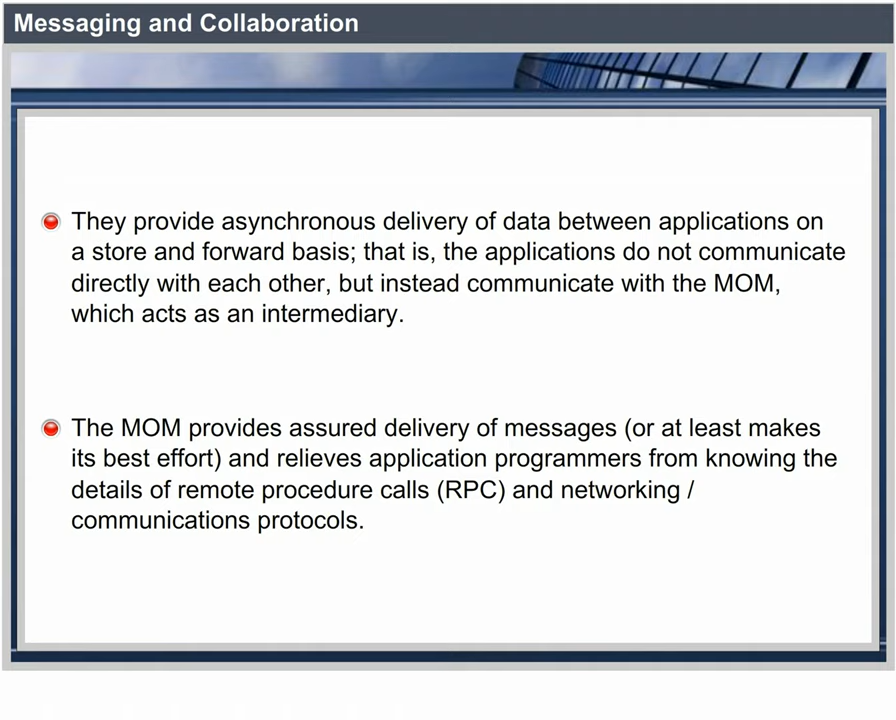 Messaging and Collaboration
They provide asynchronous delivery of data between applications on
a store and forward basis; that is, the applications do not communicate
directly with each other, but instead communicate with the MOM,
which acts as an intermediary.
The MOM provides assured delivery of messages (or at least makes
its best effort) and relieves application programmers from knowing the
details of remote procedure calls (RPC) and networking /
communications protocols.